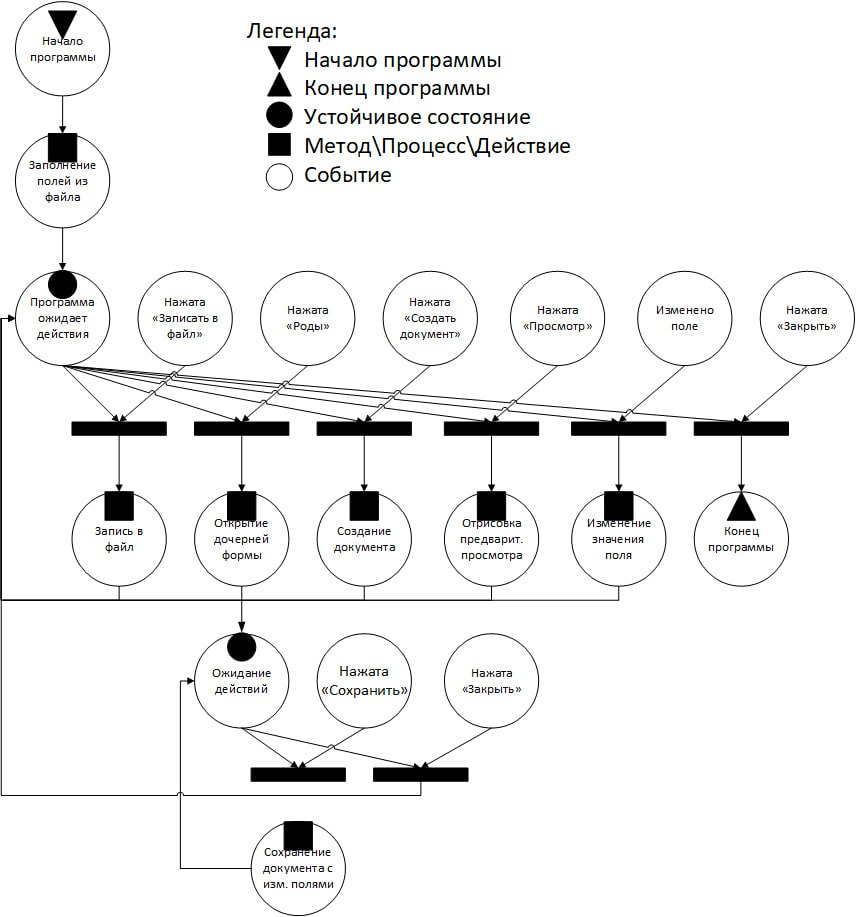 Легенда:
Начало программы
Конец программы
Устойчивое состояние
Метод\Процесс\Действие
Событие
Начало
программы
Заполнение
полей из
файла
Программа
ожидает
действия
Нажата
«Записать в
файл»
Нажата
«Роды»
Нажата
«Создать
документ»
Нажата
«Просмотр»
Изменено
поле
Нажата
«Закрыть»
Запись в
файл
Открытие
дочерней
формы
Создание
документа
Отрисовка
предварит.
просмотра
Изменение
значения
поля
Конец
программы
Ожидание
действий
Нажата
«Сохранить»
Нажата
«Закрыть»
Сохранение
документа с
изм. полями